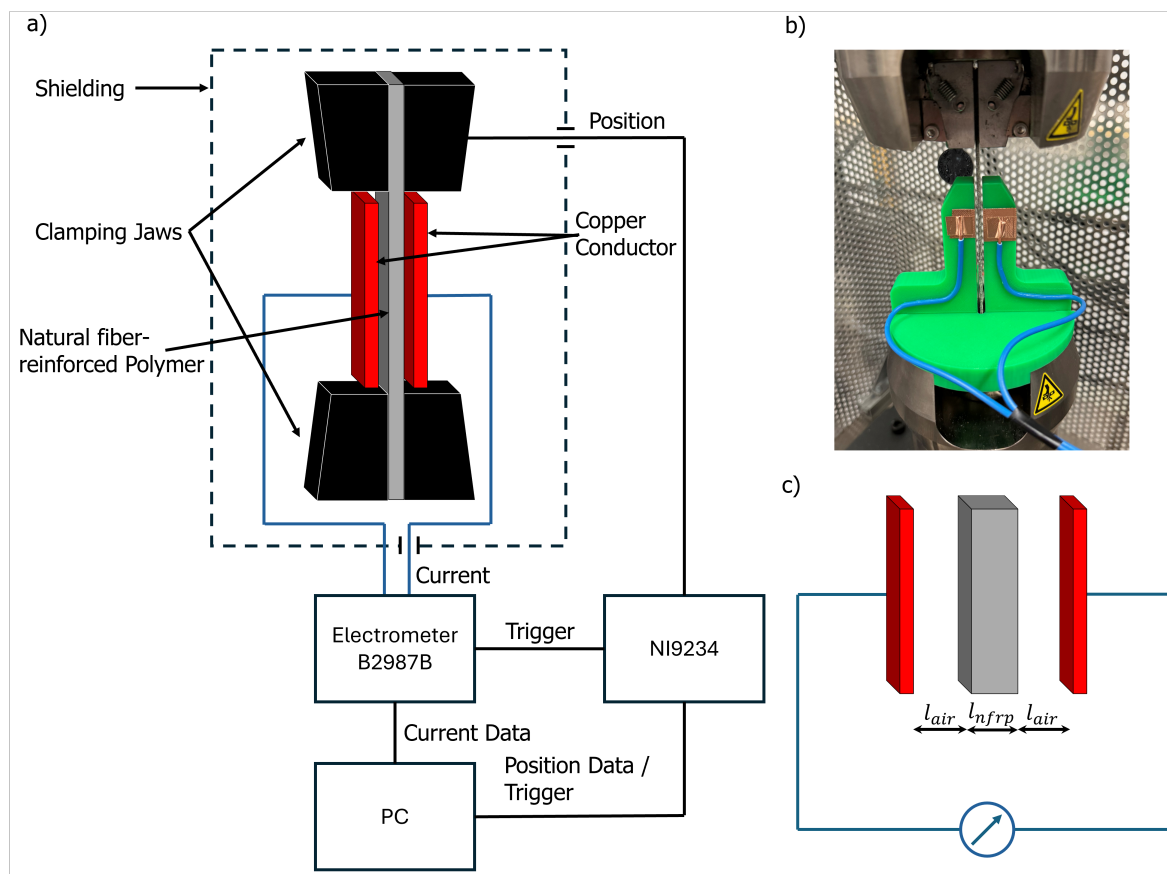 a)
Shielding
Position
Clamping Jaws
Copper
Conductor
Natural fiber-
reinforced Polymer
Current
Electrometer
B2987B
Trigger
NI9234
Current Data
Position Data /
Trigger
PC
b)
c)
l_air l_nfrp l_air